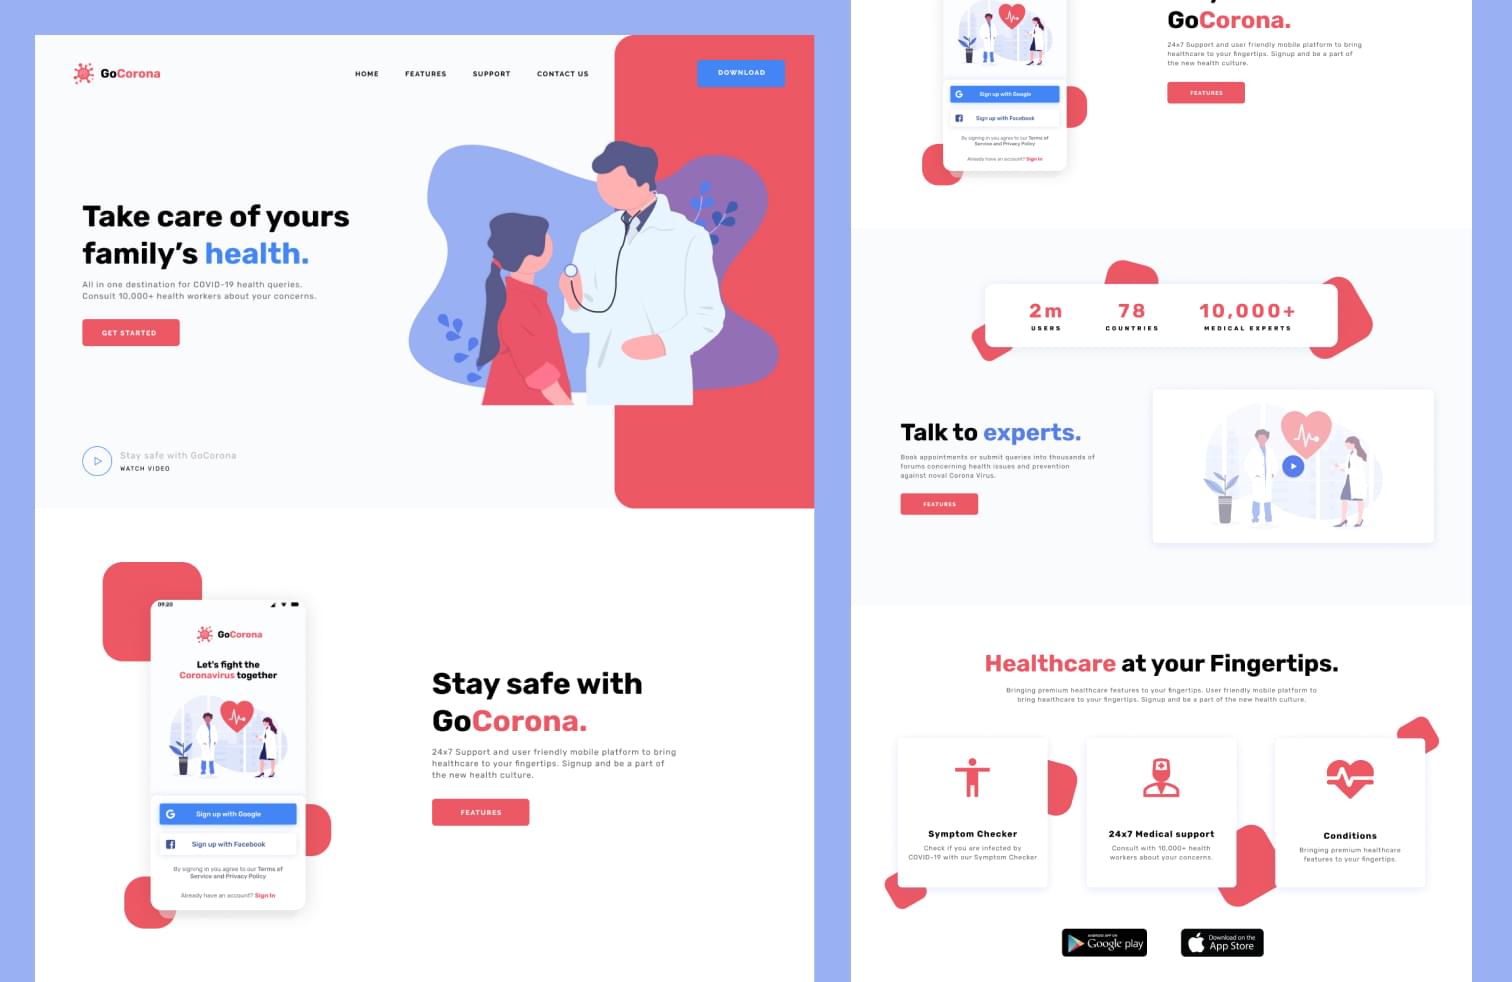 GoCorona
HOME FEATURES SUPPORT CONTACT US
DOWNLOAD
Take care of yours
family's health.
All in one destination for COVID-19 health queries.
Consult 10,000+ health workers about your concerns.
GET STARTED
Stay safe with GoCorona
WATCH VIDEO
09:20
GoCorona
Let's fight the
Coronavirus together
G Sign up with Google
f Sign up with Facebook
By signing in you agree to our Terms of
Service and Privacy Policy
Already have an account? Sign In
Stay safe with
GoCorona.
24x7 Support and user friendly mobile platform to bring
healthcare to your fingertips. Signup and be a part of
the new health culture.
FEATURES
G Sign up with Google
f Sign up with Facebook
By signing in you agree to our Terms of
Service and Privacy Policy
Already have an account? Sign In
GoCorona.
24x7 Support and user friendly mobile platform to bring
healthcare to your fingertips. Signup and be a part of
the new health culture.
FEATURES
2m 78 10,000+
USERS COUNTRIES MEDICAL EXPERTS
Talk to experts.
Book appointments or submit queries into thousands of
forums concerning health issues and prevention
against noval Corona Virus.
FEATURES
Healthcare at your Fingertips.
Bringing premium healthcare features to your fingertips. User friendly mobile platform to
bring healthcare to your fingertips. Signup and be a part of the new health culture.
Symptom Checker
Check if you are infected by
COVID-19 with our Symptom Checker
24x7 Medical support
Consult with 10,000+ health
workers about your concerns.
Conditions
Bringing premium healthcare
features to your fingertips.
ANDROID APP ON
Google play
Download on the
App Store